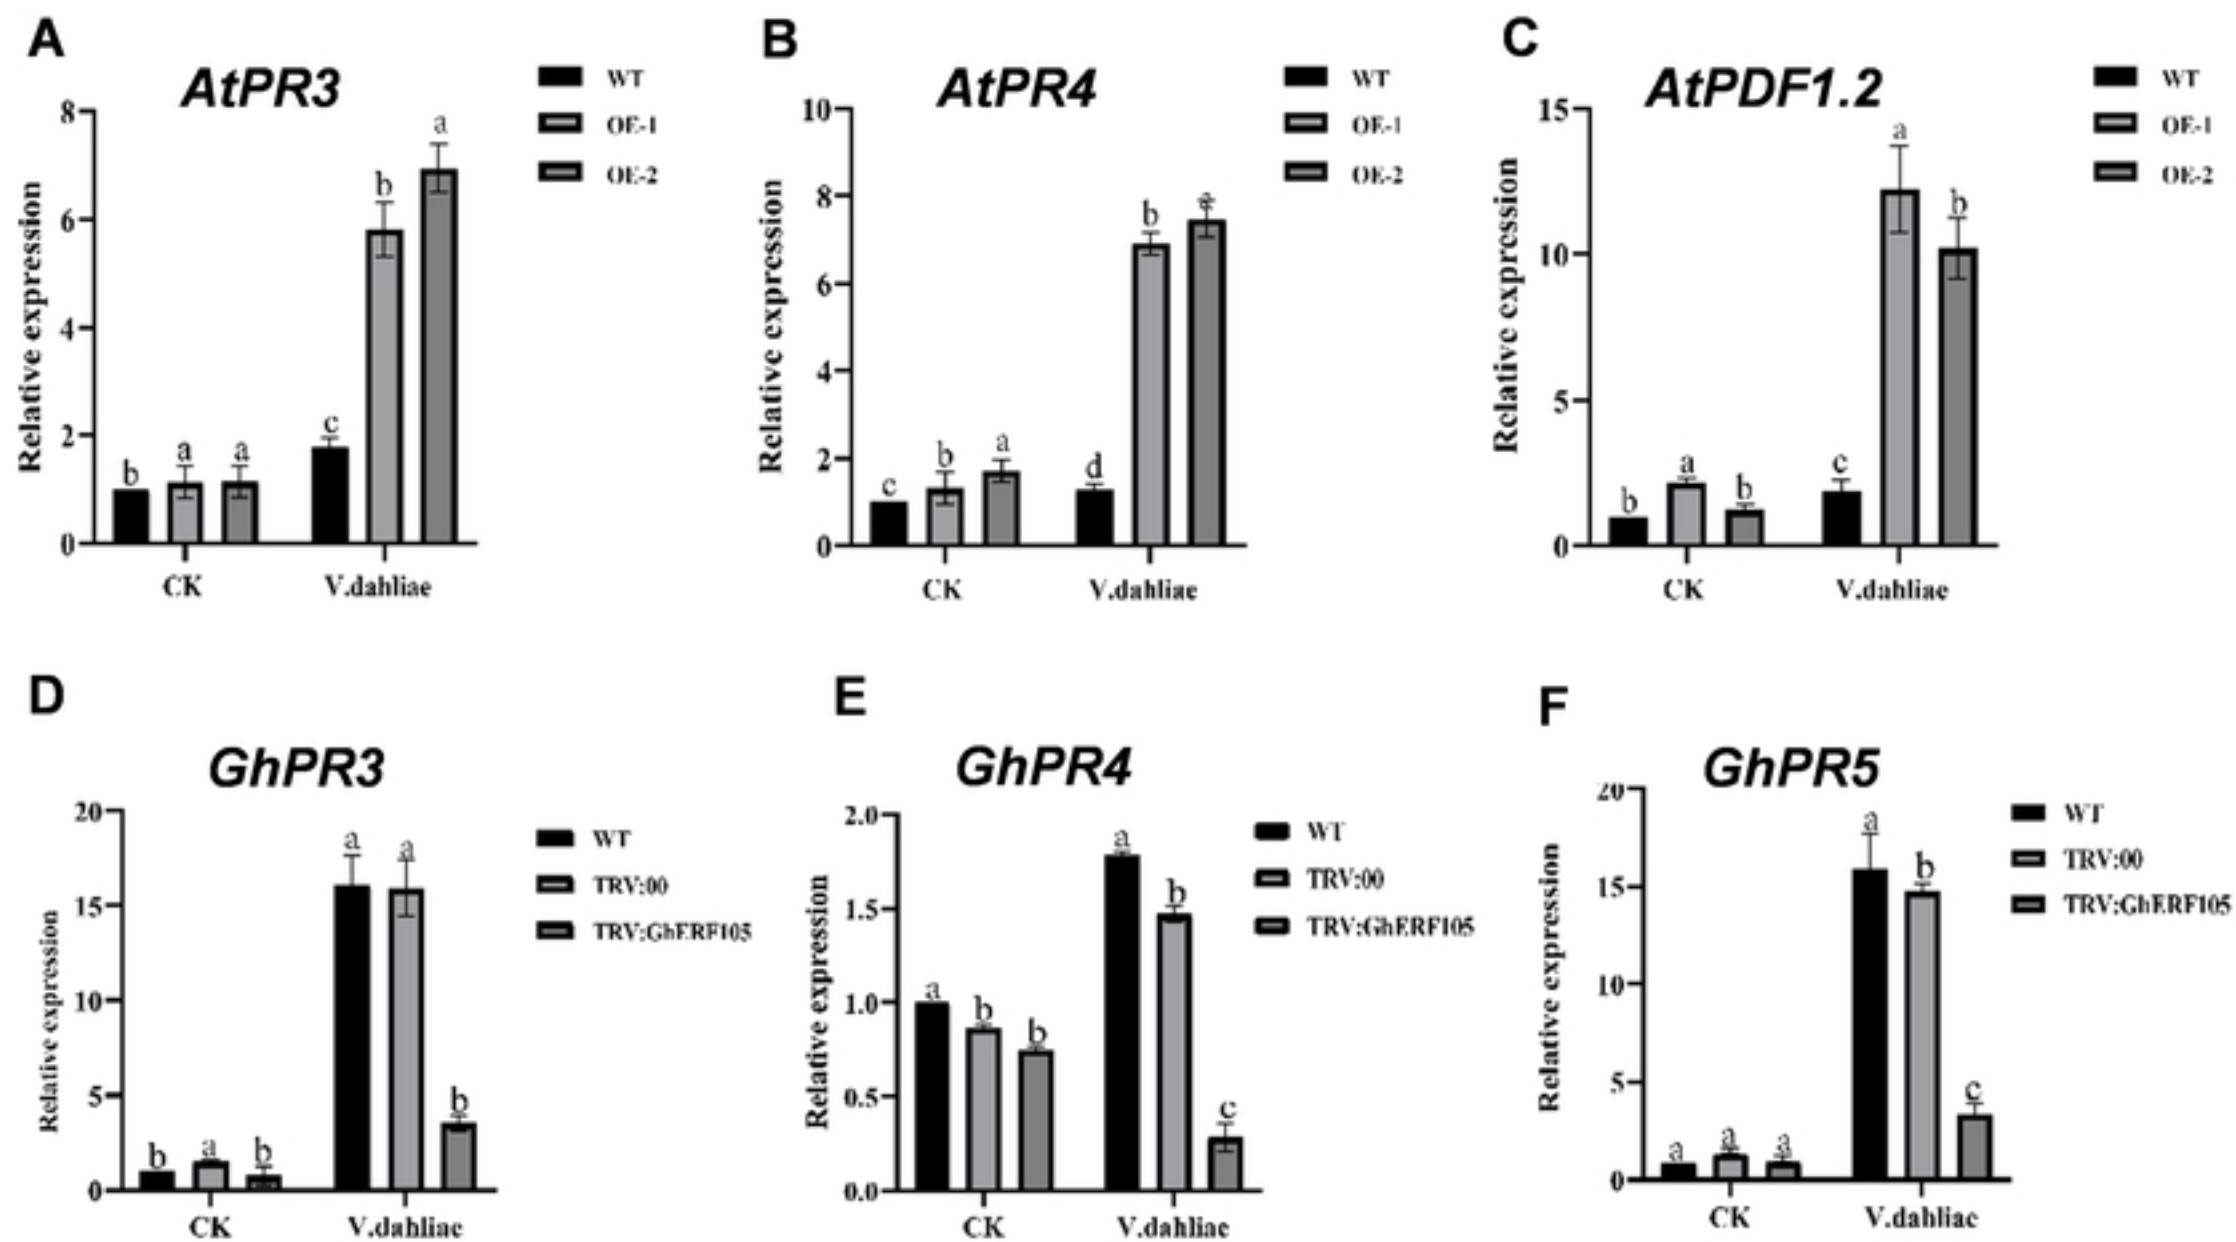 A
AtPR3
WT
OE-1
OE-2
Relative expression
8
6
4
2
0
b
a
a
c
b
a
CK
V.dahliae
B
AtPR4
WT
OE-1
OE-2
Relative expression
10
8
6
4
2
0
c
b
a
d
b
CK
V.dahliae
C
AtPDF1.2
WT
OE-1
OE-2
Relative expression
15
10
5
0
b
a
b
c
a
b
CK
V.dahliae
D
GhPR3
WT
TRV:00
TRV:GhERF105
Relative expression
20
15
10
5
0
b
a
b
a
a
b
CK
V.dahliae
E
GhPR4
WT
TRV:00
TRV:GhERF105
Relative expression
2.0
1.5
1.0
0.5
0.0
a
b
b
a
b
c
CK
V.dahliae
F
GhPR5
WT
TRV:00
TRV:GhERF105
Relative expression
20
15
10
5
0
a
a
a
a
b
c
CK
V.dahliae